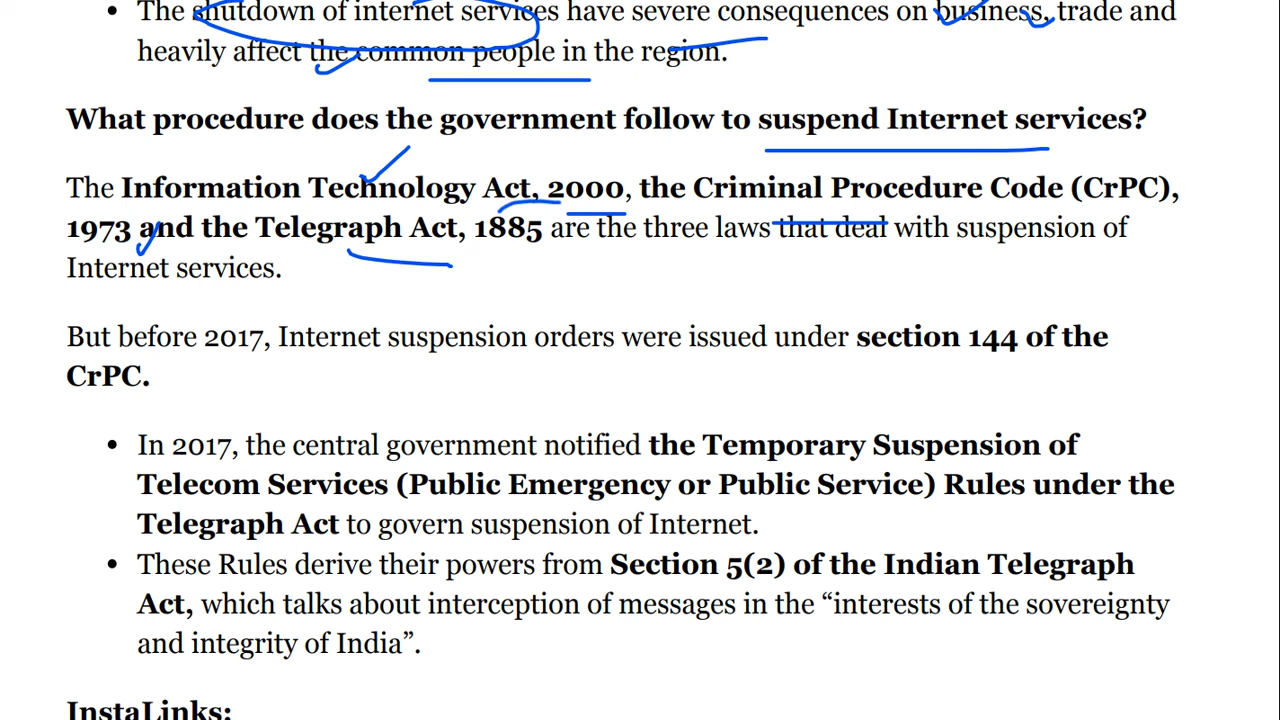 • The shutdown of internet services have severe consequences on business, trade and
heavily affect the common people in the region.
What procedure does the government follow to suspend Internet services?
The Information Technology Act, 2000, the Criminal Procedure Code (CrPC),
1973 and the Telegraph Act, 1885 are the three laws that deal with suspension of
Internet services.
But before 2017, Internet suspension orders were issued under section 144 of the
CrPC.
• In 2017, the central government notified the Temporary Suspension of
Telecom Services (Public Emergency or Public Service) Rules under the
Telegraph Act to govern suspension of Internet.
• These Rules derive their powers from Section 5(2) of the Indian Telegraph
Act, which talks about interception of messages in the “interests of the sovereignty
and integrity of India”.
InstaLinks: